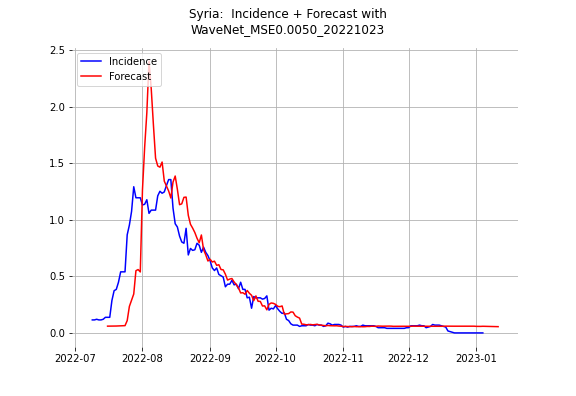 Syria:  Incidence + Forecast with
WaveNet_MSE0.0050_20221023
2.5
Incidence
Forecast
2.0
1.5
1.0
0.5
0.0
2022-07 2022-08 2022-09 2022-10 2022-11 2022-12 2023-01